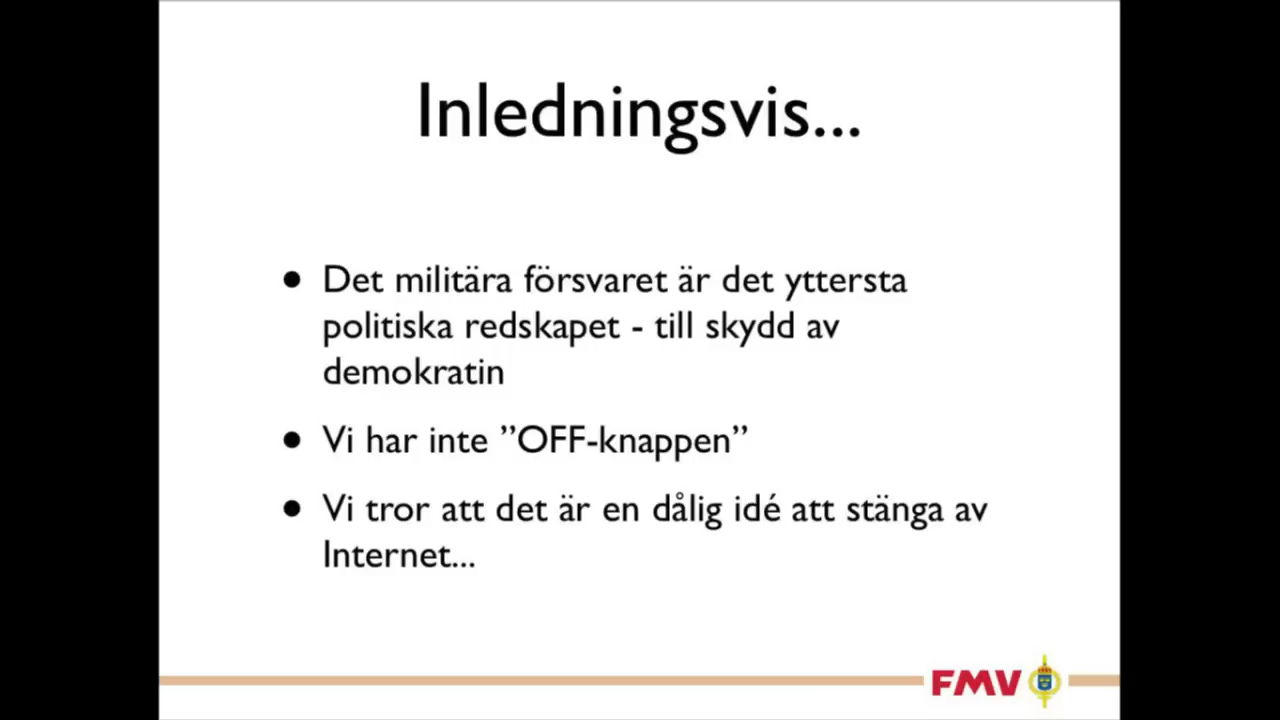 Inledningsvis...
• Det militära försvaret är det yttersta
politiska redskapet - till skydd av
demokratin
• Vi har inte ”OFF-knappen”
• Vi tror att det är en dålig idé att stänga av
Internet...
FMV